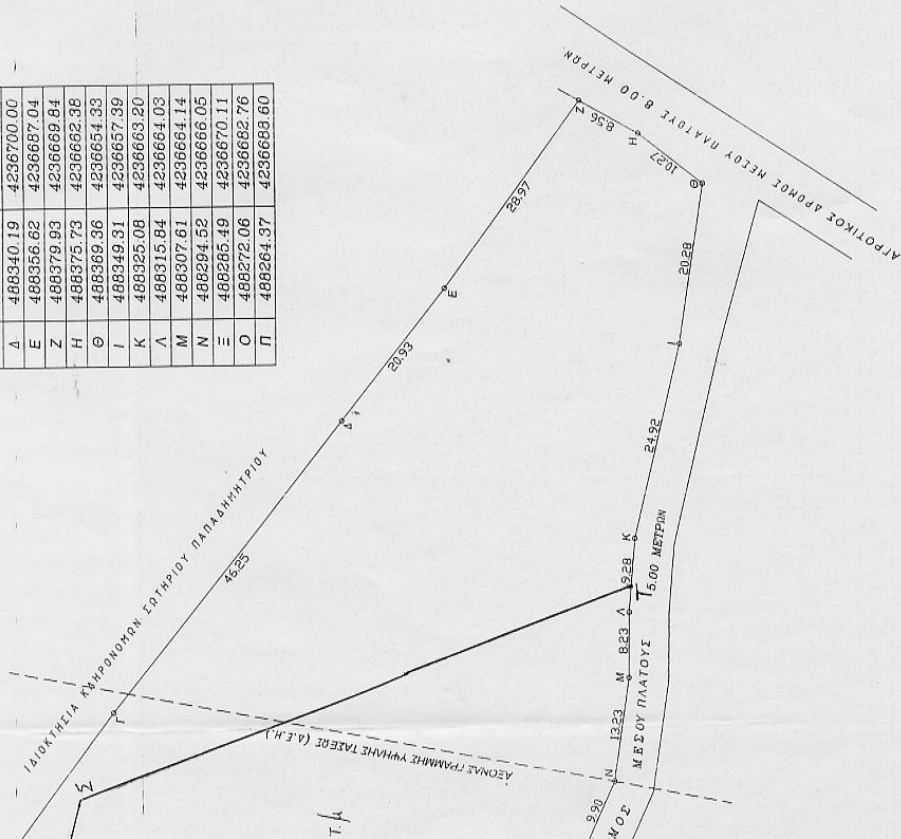 Δ 488340.19 4236700.00
Ε 488356.62 4236687.04
Ζ 488379.93 4236669.84
Η 488375.73 4236662.38
Θ 488369.36 4236654.33
Ι 488349.31 4236657.39
Κ 488325.08 4236663.20
Λ 488315.84 4236664.03
Μ 488307.61 4236664.14
Ν 488294.52 4236666.05
Ξ 488285.49 4236670.11
Ο 488272.06 4236682.76
Π 488264.37 4236688.60
ΙΔΙΟΚΤΗΣΙΑ ΚΛΗΡΟΝΟΜΩΝ ΣΩΤΗΡΙΟΥ ΠΑΠΑΔΗΜΗΤΡΙΟΥ
ΑΓΡΟΤΙΚΟΣ ΔΡΟΜΟΣ ΜΕΣΟΥ ΠΛΑΤΟΥΣ 8.00 ΜΕΤΡΩΝ.
Ζ
8.56
Η
10.27
Θ
28.97
20.28
Ε
Ι
20.93
24.92
Δ
46.25
Κ
9.28
Τ
Λ
8.23
Μ
13.23
Ν
9.90
Γ
Σ
ΑΞΟΝΑΣ ΓΡΑΜΜΗΣ ΥΨΗΛΗΣ ΤΑΣΕΩΣ (Δ.Ε.Η.)
ΜΟΣ
ΜΕΣΟΥ ΠΛΑΤΟΥΣ
5.00 ΜΕΤΡΩΝ
τ.μ